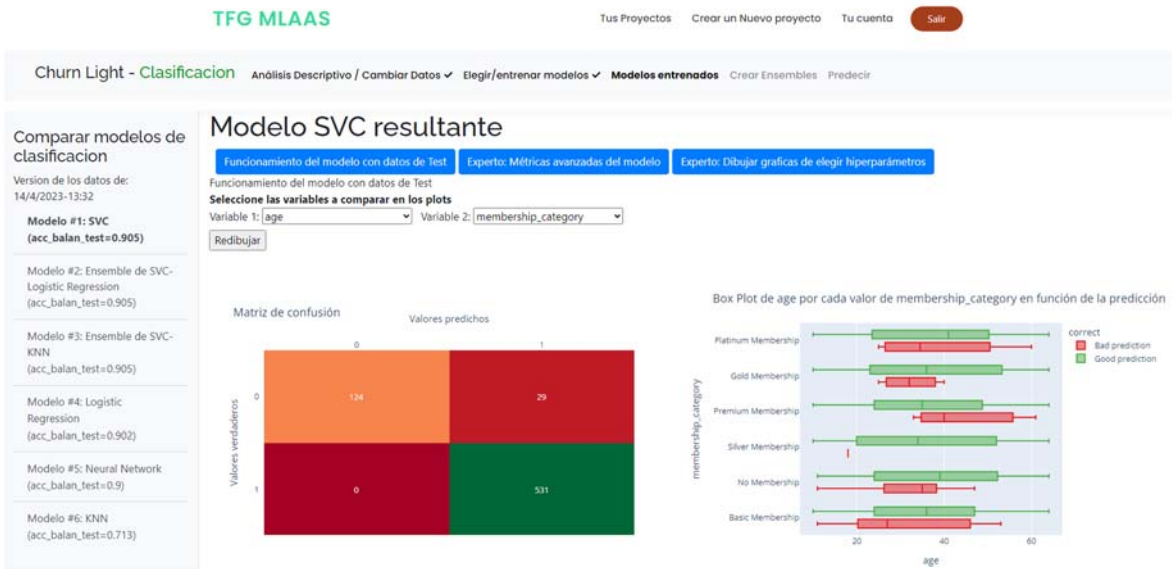 TFG MLAAS
Tus Proyectos Crear un Nuevo proyecto Tu cuenta Salir
Churn Light - Clasificacion Análisis Descriptivo / Cambiar Datos ✓ Elegir/entrenar modelos ✓ Modelos entrenados Crear Ensembles Predecir
Comparar modelos de
clasificacion
Version de los datos de:
14/4/2023-13:32
Modelo #1: SVC
(acc_balan_test=0.905)
Modelo #2: Ensemble de SVC-
Logistic Regression
(acc_balan_test=0.905)
Modelo #3: Ensemble de SVC-
KNN
(acc_balan_test=0.905)
Modelo #4: Logistic
Regression
(acc_balan_test=0.902)
Modelo #5: Neural Network
(acc_balan_test=0.9)
Modelo #6: KNN
(acc_balan_test=0.713)
Modelo SVC resultante
Funcionamiento del modelo con datos de Test Experto: Métricas avanzadas del modelo Experto: Dibujar graficas de elegir hiperparámetros
Funcionamiento del modelo con datos de Test
Seleccione las variables a comparar en los plots
Variable 1: age Variable 2: membership_category
Redibujar
Matriz de confusión
Valores predichos
0 1
Valores verdaderos
0 124 29
1 0 531
Box Plot de age por cada valor de membership_category en función de la predicción
membership_category
Platinum Membership
Gold Membership
Premium Membership
Silver Membership
No Membership
Basic Membership
20 40 60
age
correct
Bad prediction
Good prediction